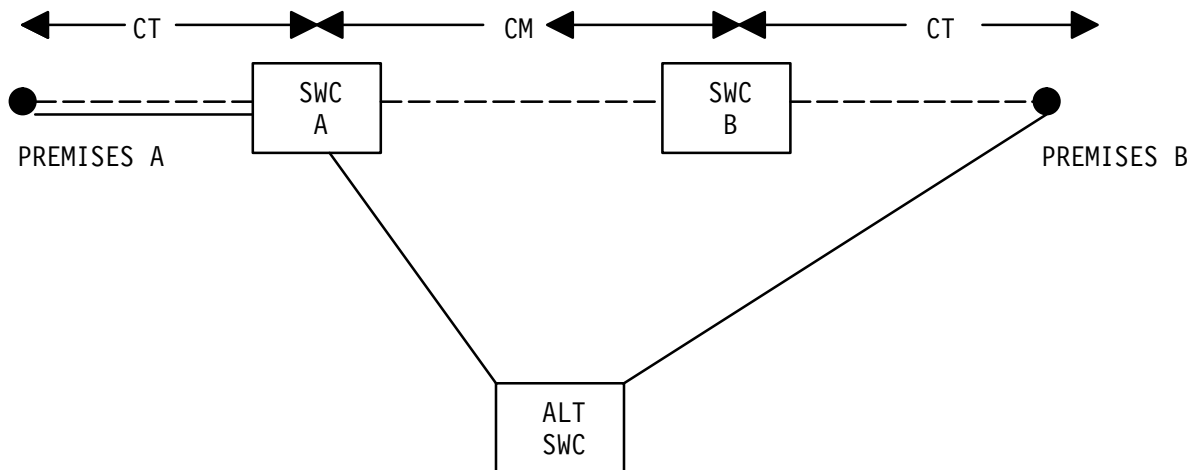 CT CM CT
SWC
A
SWC
B
PREMISES A
PREMISES B
ALT
SWC